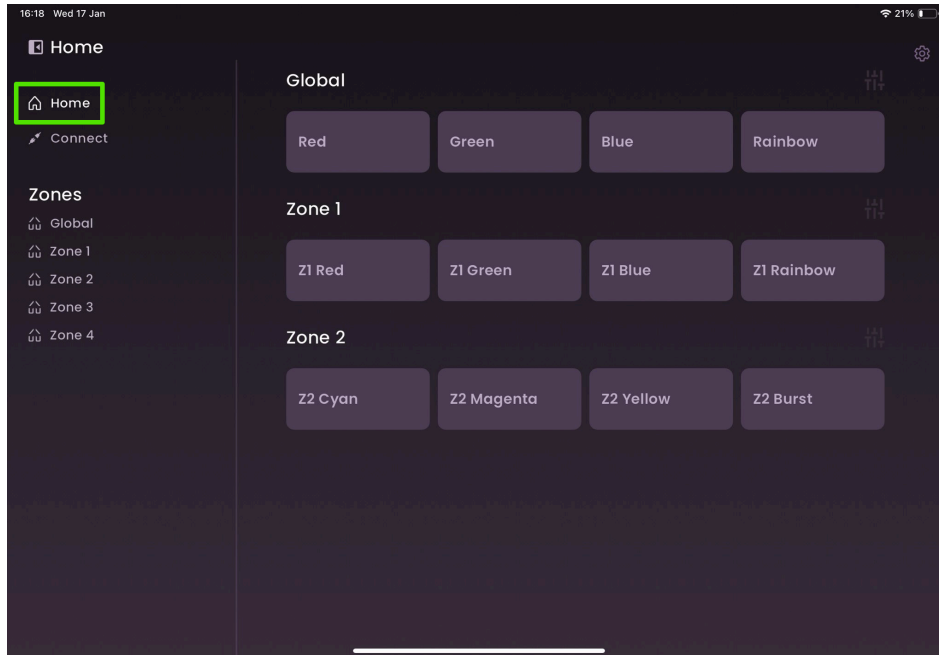 16:18 Wed 17 Jan
21%
Home
Home
Connect
Zones
Global
Zone 1
Zone 2
Zone 3
Zone 4
Global
Red Green Blue Rainbow
Zone 1
Z1 Red Z1 Green Z1 Blue Z1 Rainbow
Zone 2
Z2 Cyan Z2 Magenta Z2 Yellow Z2 Burst